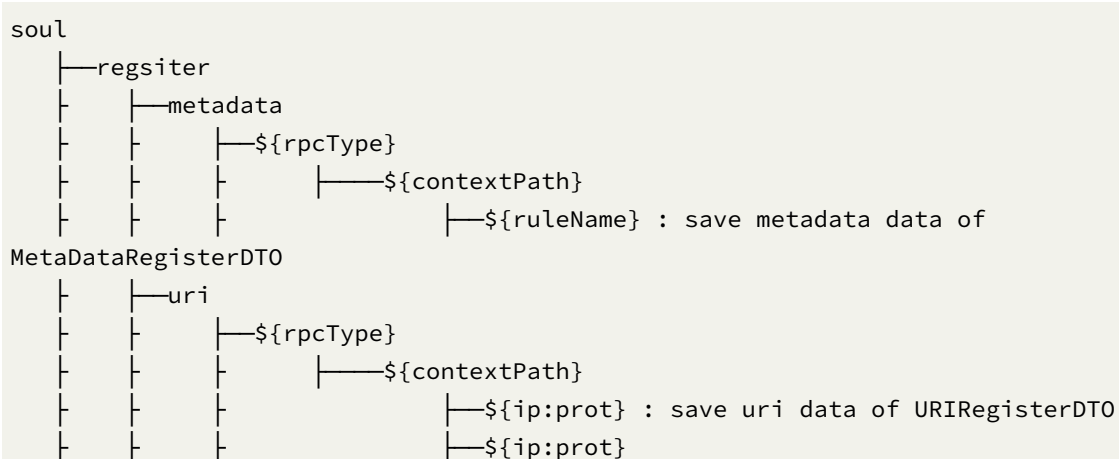 soul
   ├──regsiter
   ├    ├──metadata
   ├    ├     ├──${rpcType}
   ├    ├     ├      ├────${contextPath}
   ├    ├     ├               ├──${ruleName} : save metadata data of
MetaDataRegisterDTO
   ├    ├──uri
   ├    ├     ├──${rpcType}
   ├    ├     ├      ├────${contextPath}
   ├    ├     ├               ├──${ip:prot} : save uri data of URIRegisterDTO
   ├    ├     ├               ├──${ip:prot}